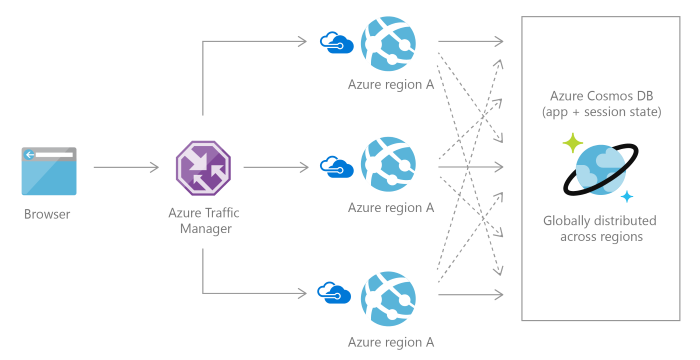 Azure region A
Azure Cosmos DB
(app + session state)
Browser
Azure Traffic
Manager
Azure region A
Globally distributed
across regions
Azure region A